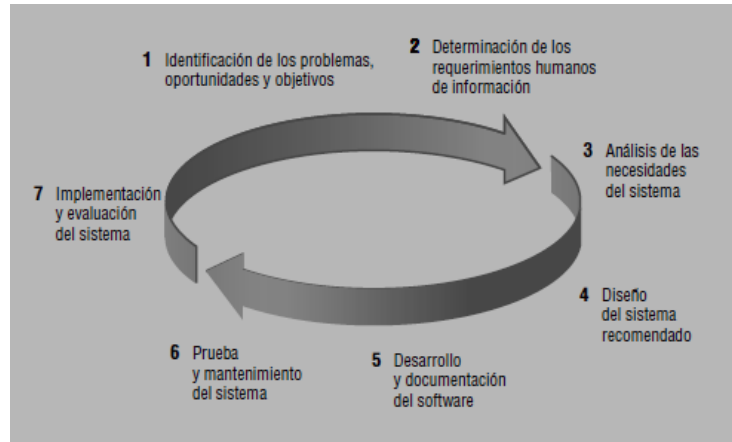 1 Identificación de los problemas,
oportunidades y objetivos
2 Determinación de los
requerimientos humanos
de información
3 Análisis de las
necesidades
del sistema
4 Diseño
del sistema
recomendado
5 Desarrollo
y documentación
del software
6 Prueba
y mantenimiento
del sistema
7 Implementación
y evaluación
del sistema